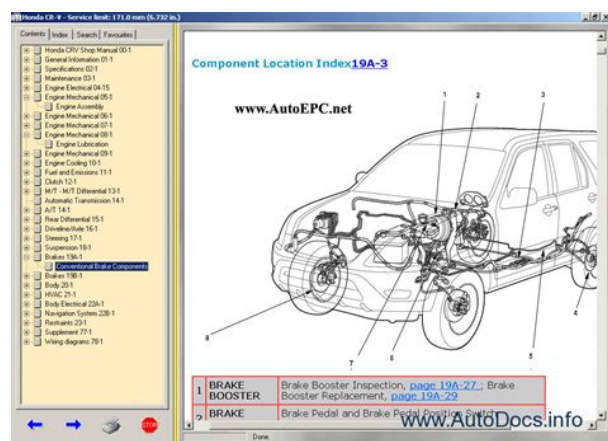 Honda CR-V - Service limit: 171.0 mm (6.732 in.)
Contents Index Search Favourites
Honda CRV Shop Manual 00-1
General Information 01-1
Specifications 02-1
Maintenance 03-1
Engine Electrical 04-15
Engine Mechanical 05-1
Engine Assembly
Engine Mechanical 06-1
Engine Mechanical 07-1
Engine Mechanical 08-1
Engine Lubrication
Engine Mechanical 09-1
Engine Cooling 10-1
Fuel and Emissions 11-1
Clutch 12-1
M/T - M/T Differential 13-1
Automatic Transmission 14-1
A/T 14-1
Rear Differential 15-1
Driveline/Axle 16-1
Steering 17-1
Suspension 18-1
Brakes 19A-1
Conventional Brake Components
Brakes 19B-1
Body 20-1
HVAC 21-1
Body Electrical 22A-1
Navigation System 22B-1
Restraints 23-1
Supplement 77-1
Wiring diagrams 78-1
STOP
Component Location Index19A-3
www.AutoEPC.net
1 2 3
4
5
6
7
8
1 BRAKE BOOSTER Brake Booster Inspection, page 19A-27 ; Brake
Booster Replacement, page 19A-29
2 BRAKE Brake Pedal and Brake Pedal Position Switch
www.AutoDocs.info
Done